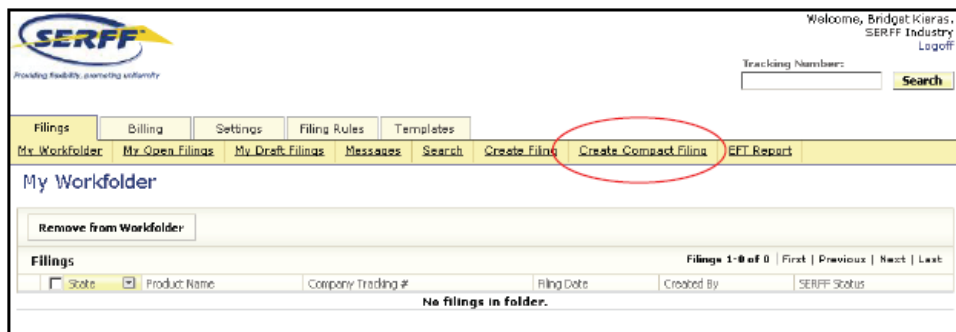 Welcome, Bridget Kieras,
SERFF Industry
Logoff
SERFF
Providing flexibility, promoting uniformity
Tracking Number:
Search
Filings Billing Settings Filing Rules Templates
My Workfolder My Open Filings My Draft Filings Messages Search Create Filing Create Compact Filing EFT Report
My Workfolder
Remove from Workfolder
Filings Filings 1-0 of 0 | First | Previous | Next | Last
State Product Name Company Tracking # Filing Date Created By SERFF Status
No filings in folder.